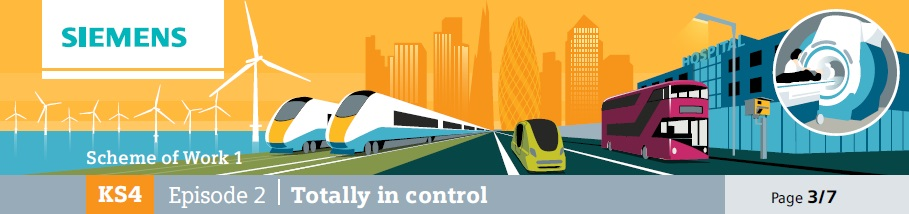 SIEMENS
HOSPITAL
Scheme of Work 1
KS4 Episode 2 | Totally in control
Page 3/7